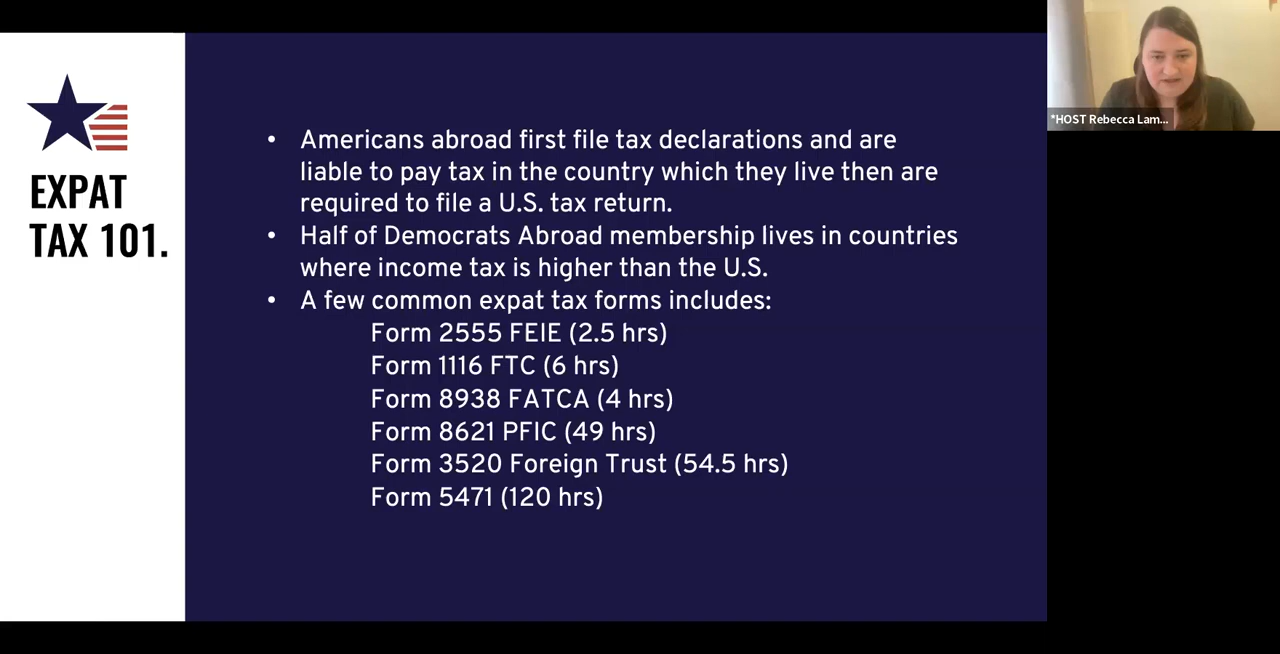 EXPAT
TAX 101.
• Americans abroad first file tax declarations and are
liable to pay tax in the country which they live then are
required to file a U.S. tax return.
• Half of Democrats Abroad membership lives in countries
where income tax is higher than the U.S.
• A few common expat tax forms includes:
Form 2555 FEIE (2.5 hrs)
Form 1116 FTC (6 hrs)
Form 8938 FATCA (4 hrs)
Form 8621 PFIC (49 hrs)
Form 3520 Foreign Trust (54.5 hrs)
Form 5471 (120 hrs)
*HOST Rebecca Lam...